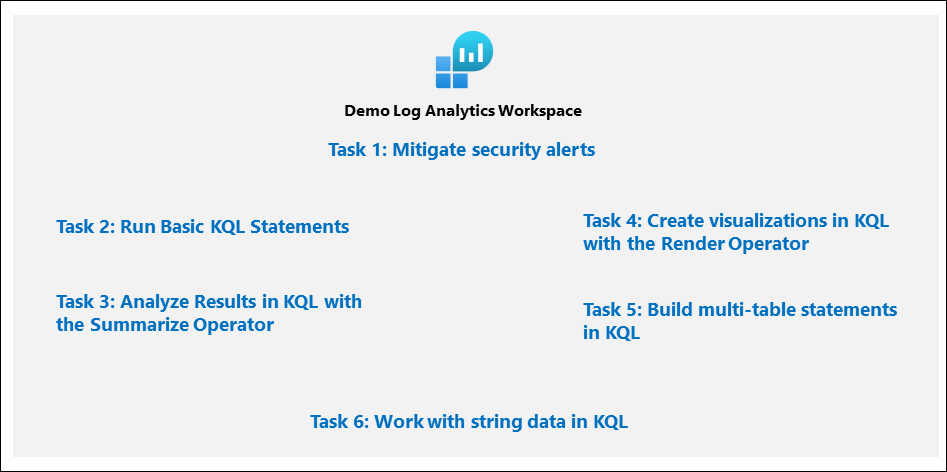 Demo Log Analytics Workspace
Task 1: Mitigate security alerts
Task 2: Run Basic KQL Statements
Task 3: Analyze Results in KQL with
the Summarize Operator
Task 4: Create visualizations in KQL
with the Render Operator
Task 5: Build multi-table statements
in KQL
Task 6: Work with string data in KQL